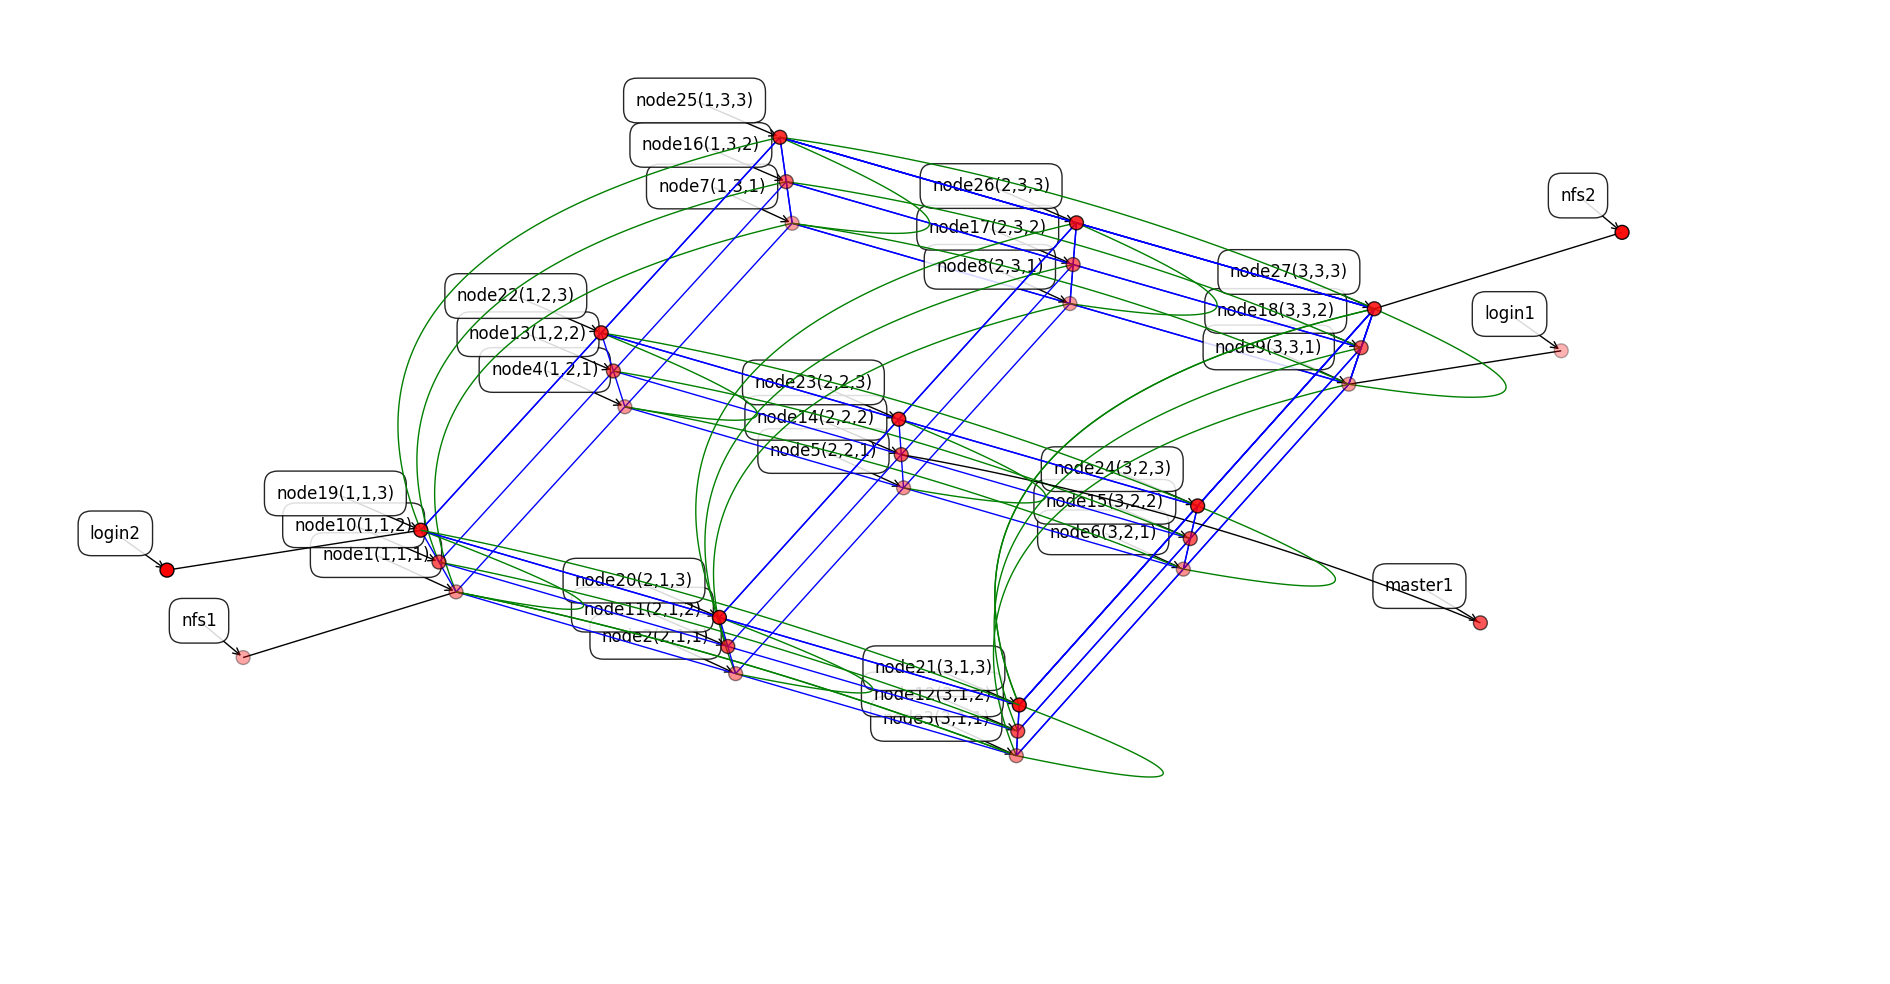 node25(1,3,3)
node16(1,3,2)
node7(1,3,1)
node26(2,3,3)
nfs2
node17(2,3,2)
node8(2,3,1)
node27(3,3,3)
node22(1,2,3)
node18(3,3,2)
login1
node13(1,2,2)
node9(3,3,1)
node4(1,2,1)
node23(2,2,3)
node14(2,2,2)
node5(2,2,1)
node24(3,2,3)
node19(1,1,3)
node15(3,2,2)
node10(1,1,2)
login2
node6(3,2,1)
node1(1,1,1)
node20(2,1,3)
master1
node11(2,1,2)
nfs1
node2(2,1,1)
node21(3,1,3)
node12(3,1,2)
node3(3,1,1)